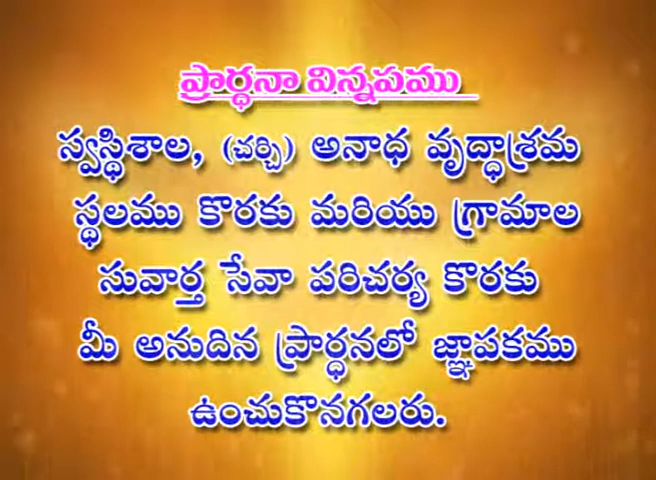 ప్రార్ధనా విన్నపము
స్వస్థిశాల, (చర్చి) అనాధ వృద్ధాశ్రమ
స్థలము కొరకు మరియు గ్రామాల
సువార్త సేవా పరిచర్య కొరకు
మీ అనుదిన ప్రార్ధనలో జ్ఞాపకము
ఉంచుకొనగలరు.